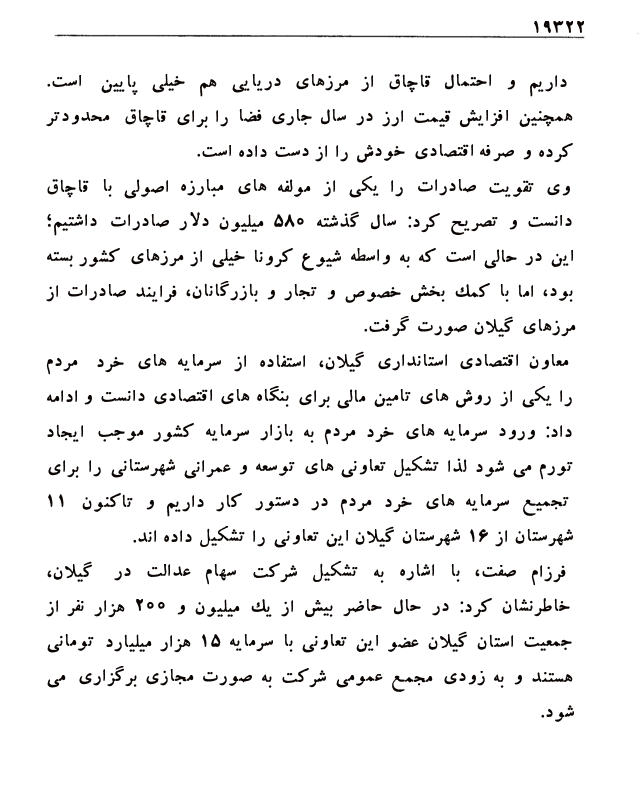 ۱۹۳۲۲
داریم و احتمال قاچاق از مرزهای دریایی هم خیلی پایین است.
همچنین افزایش قیمت ارز در سال جاری فضا را برای قاچاق محدودتر
کرده و صرفه اقتصادی خودش را از دست داده است.
وی تقویت صادرات را یکی از مولفه های مبارزه اصولی با قاچاق
دانست و تصریح کرد: سال گذشته ۵۸۰ میلیون دلار صادرات داشتیم؛
این در حالی است که به واسطه شیوع کرونا خیلی از مرزهای کشور بسته
بود، اما با کمك بخش خصوص و تجار و بازرگانان، فرایند صادرات از
مرزهای گیلان صورت گرفت.
معاون اقتصادی استانداری گیلان، استفاده از سرمایه های خرد مردم
را یکی از روش های تامین مالی برای بنگاه های اقتصادی دانست و ادامه
داد: ورود سرمایه های خرد مردم به بازار سرمایه کشور موجب ایجاد
تورم می شود لذا تشکیل تعاونی های توسعه و عمرانی شهرستانی را برای
تجمیع سرمایه های خرد مردم در دستور کار داریم و تاکنون ۱۱
شهرستان از ۱۶ شهرستان گیلان این تعاونی را تشکیل داده اند.
فرزام صفت، با اشاره به تشکیل شرکت سهام عدالت در گیلان،
خاطرنشان کرد: در حال حاضر بیش از یك میلیون و ۲۰۰ هزار نفر از
جمعیت استان گیلان عضو این تعاونی با سرمایه ۱۵ هزار میلیارد تومانی
هستند و به زودی مجمع عمومی شرکت به صورت مجازی برگزاری می
شود.